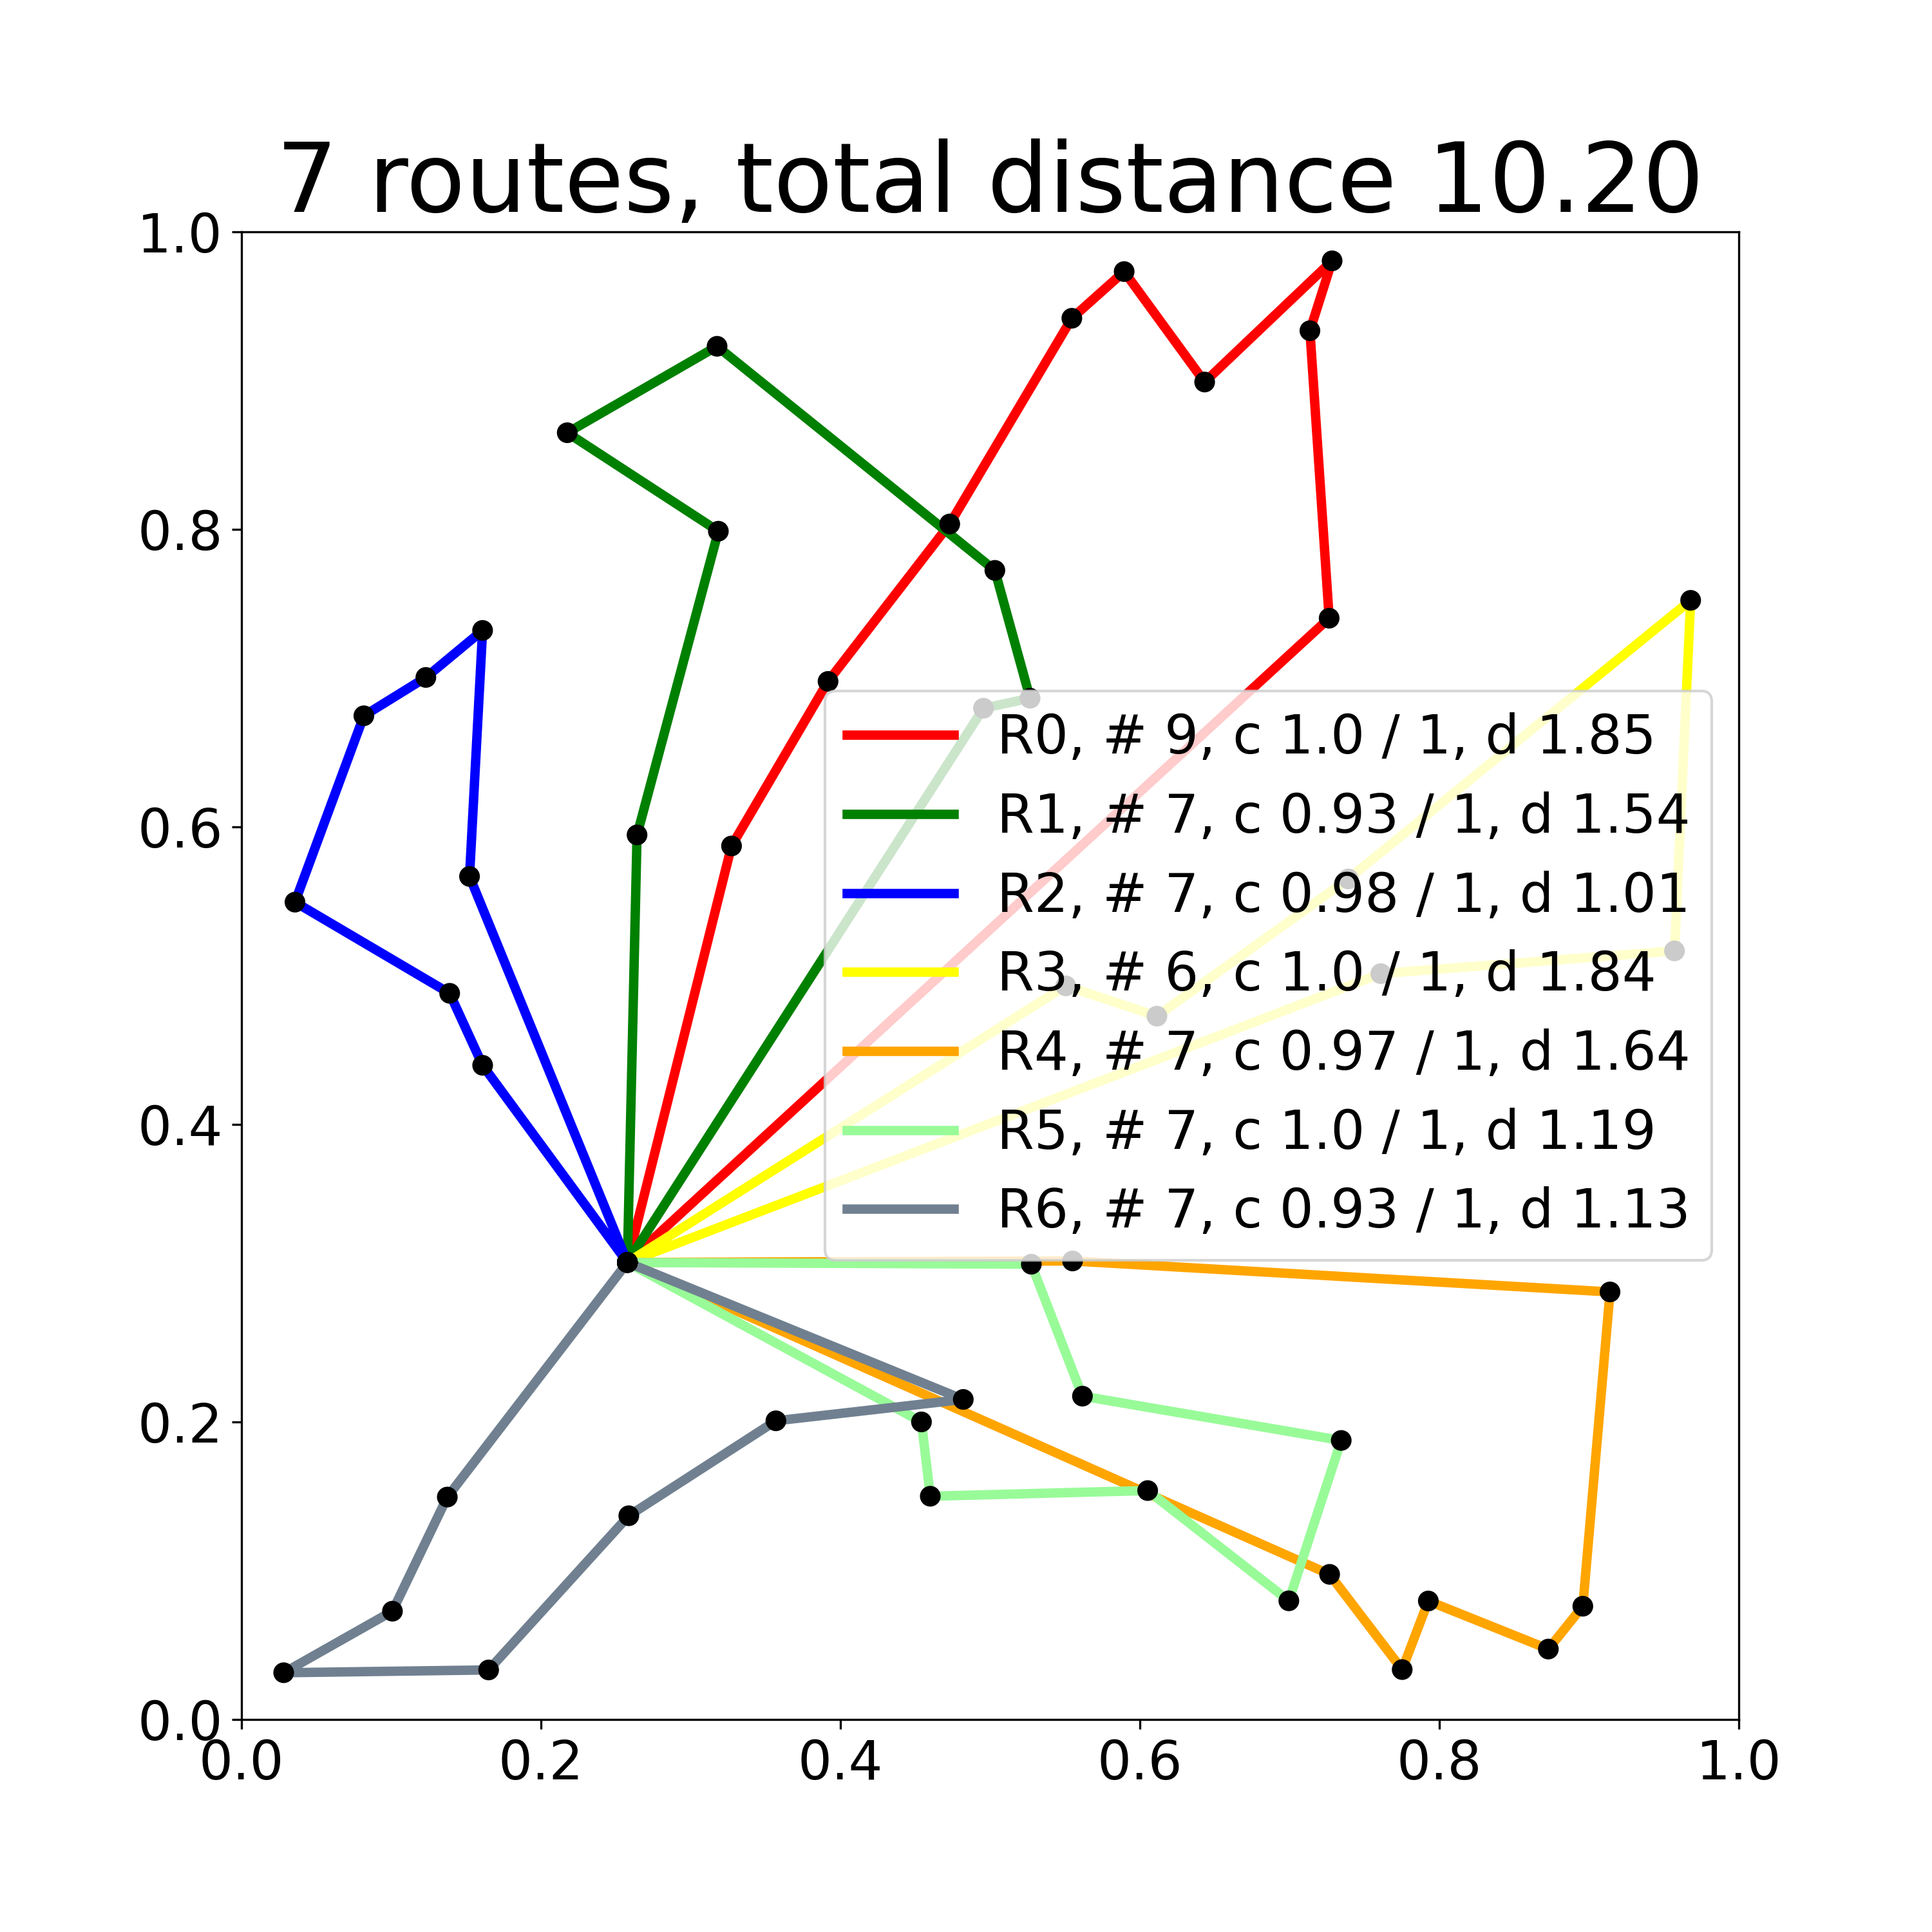 7 routes, total distance 10.20
1.0
0.8
0.6
0.4
0.2
0.0
R0, # 9, c 1.0 / 1, d 1.85
R1, # 7, c 0.93 / 1, d 1.54
R2, # 7, c 0.98 / 1, d 1.01
R3, # 6, c 1.0 / 1, d 1.84
R4, # 7, c 0.97 / 1, d 1.64
R5, # 7, c 1.0 / 1, d 1.19
R6, # 7, c 0.93 / 1, d 1.13
0.0 0.2 0.4 0.6 0.8 1.0